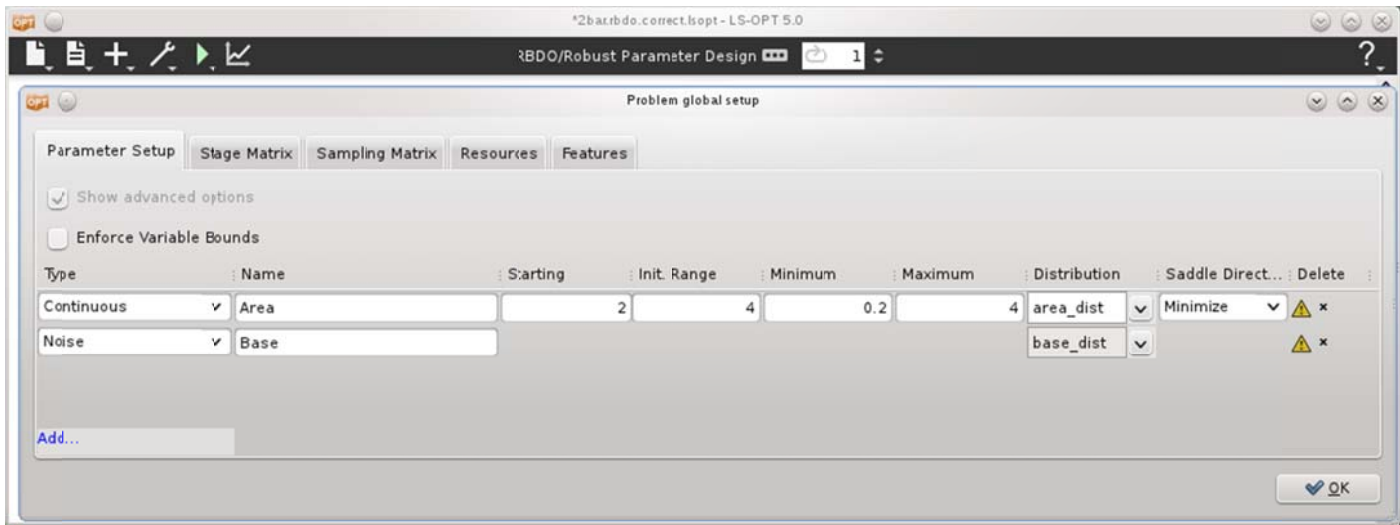 OPT *2bar.rbdo.correct.lsopt - LS-OPT 5.0
RBDO/Robust Parameter Design 1 ?
OPT Problem global setup
Parameter Setup Stage Matrix Sampling Matrix Resources Features
Show advanced options
Enforce Variable Bounds
Type Name Starting Init. Range Minimum Maximum Distribution Saddle Direct... Delete
Continuous Area 2 4 0.2 4 area_dist Minimize
Noise Base base_dist
Add...
OK